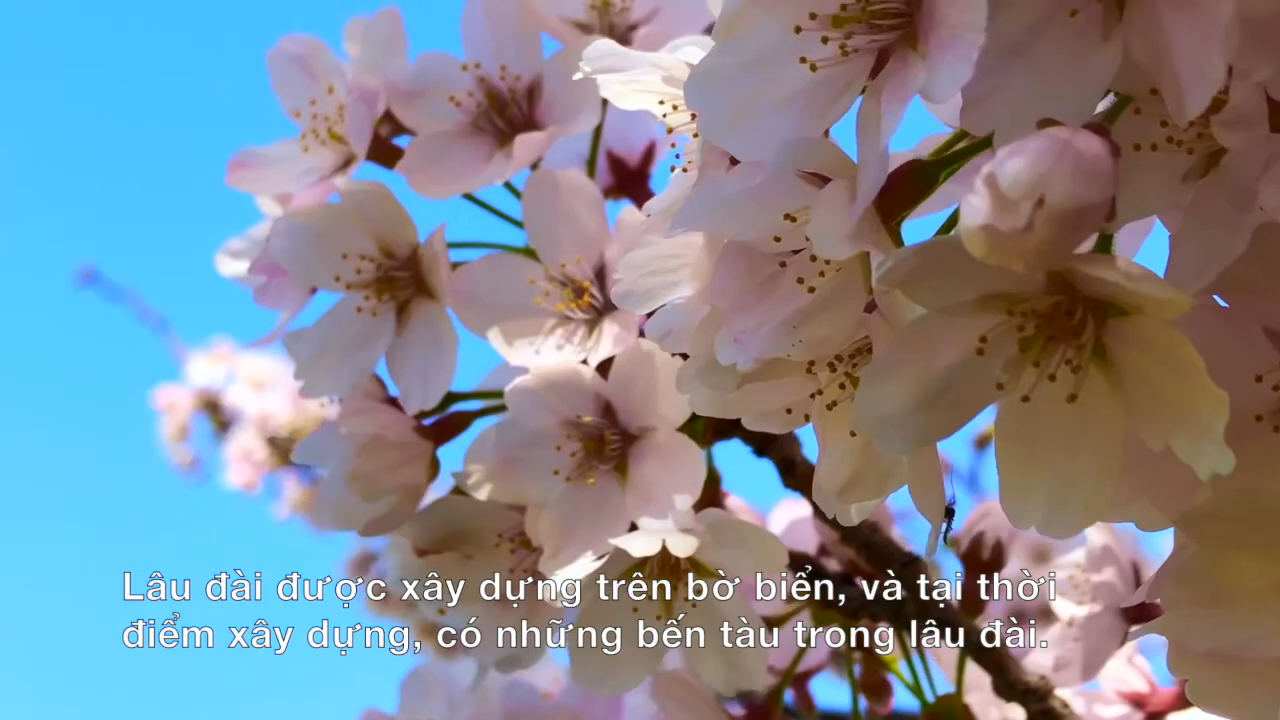 Lâu đài được xây dựng trên bờ biển, và tại thời
điểm xây dựng, có những bến tàu trong lâu đài.